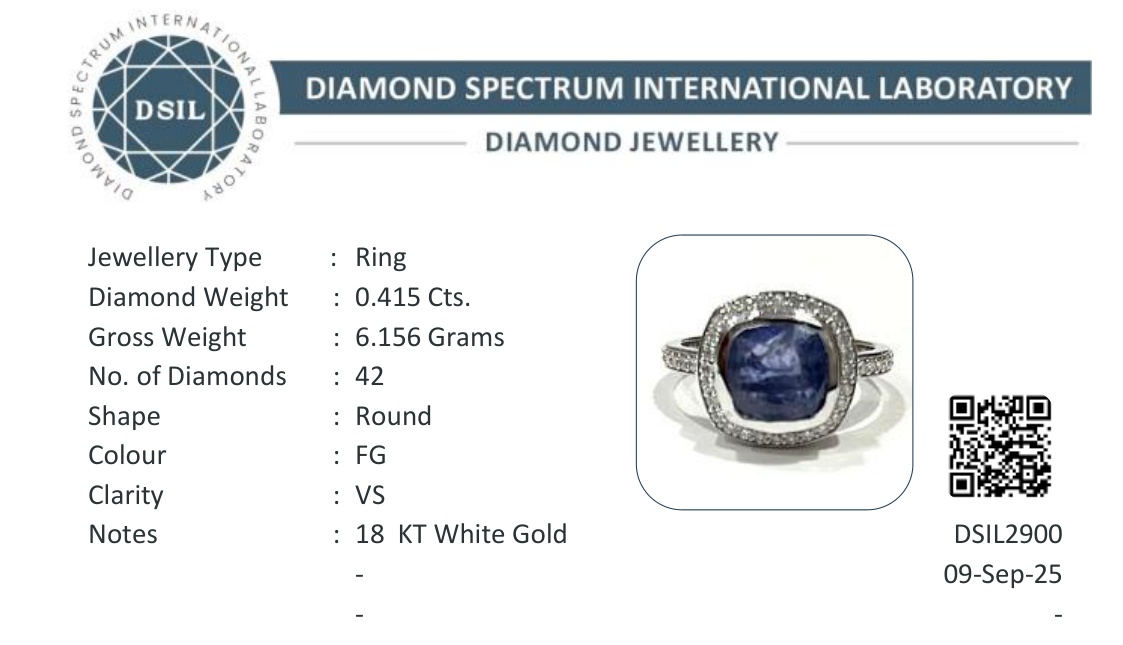 DIAMOND SPECTRUM INTERNATIONAL LABORATORY
DSIL
DIAMOND SPECTRUM INTERNATIONAL LABORATORY
DIAMOND JEWELLERY
Jewellery Type : Ring
Diamond Weight : 0.415 Cts.
Gross Weight : 6.156 Grams
No. of Diamonds : 42
Shape : Round
Colour : FG
Clarity : VS
Notes : 18 KT White Gold
DSIL2900
-
09-Sep-25
-
-